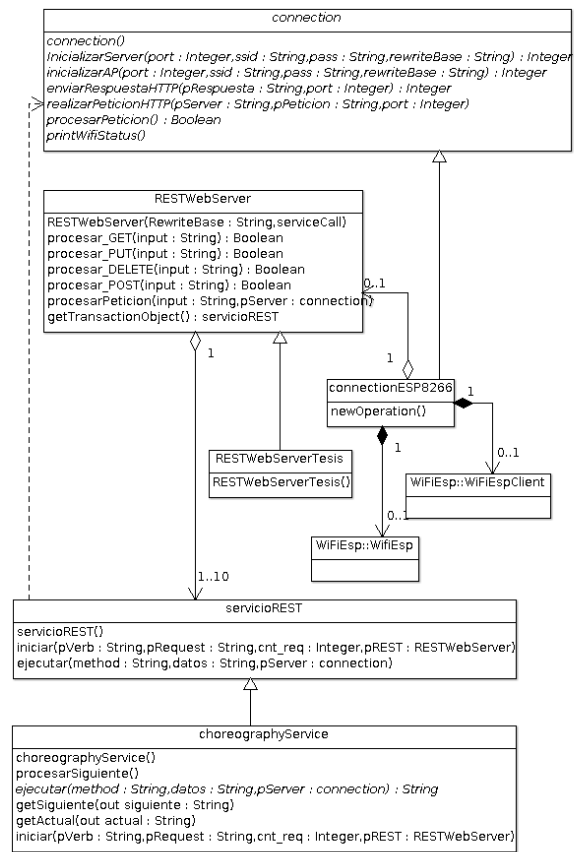 connection
connection()
InicializarServer(port : Integer,ssid : String,pass : String,rewriteBase : String) : Integer
inicializarAP(port : Integer,ssid : String,pass : String,rewriteBase : String) : Integer
enviarRespuestaHTTP(pRespuesta : String,port : Integer) : Integer
realizarPeticionHTTP(pServer : String,pPeticion : String,port : Integer)
procesarPeticion() : Boolean
printWifiStatus()
RESTWebServer
RESTWebServer(RewriteBase : String,serviceCall)
procesar_GET(input : String) : Boolean
procesar_PUT(input : String) : Boolean
procesar_DELETE(input : String) : Boolean
procesar_POST(input : String) : Boolean
procesarPeticion(input : String,pServer : connection)
getTransactionObject() : servicioREST
0..1
1
1
connectionESP8266
newOperation()
1
1
RESTWebServerTesis
RESTWebServerTesis()
0..1
WiFiEsp::WiFiEspClient
0..1
WiFiEsp::WifiEsp
1..10
servicioREST
servicioREST()
iniciar(pVerb : String,pRequest : String,cnt_req : Integer,pREST : RESTWebServer)
ejecutar(method : String,datos : String,pServer : connection)
choreographyService
choreographyService()
procesarSiguiente()
ejecutar(method : String,datos : String,pServer : connection) : String
getSiguiente(out siguiente : String)
getActual(out actual : String)
iniciar(pVerb : String,pRequest : String,cnt_req : Integer,pREST : RESTWebServer)